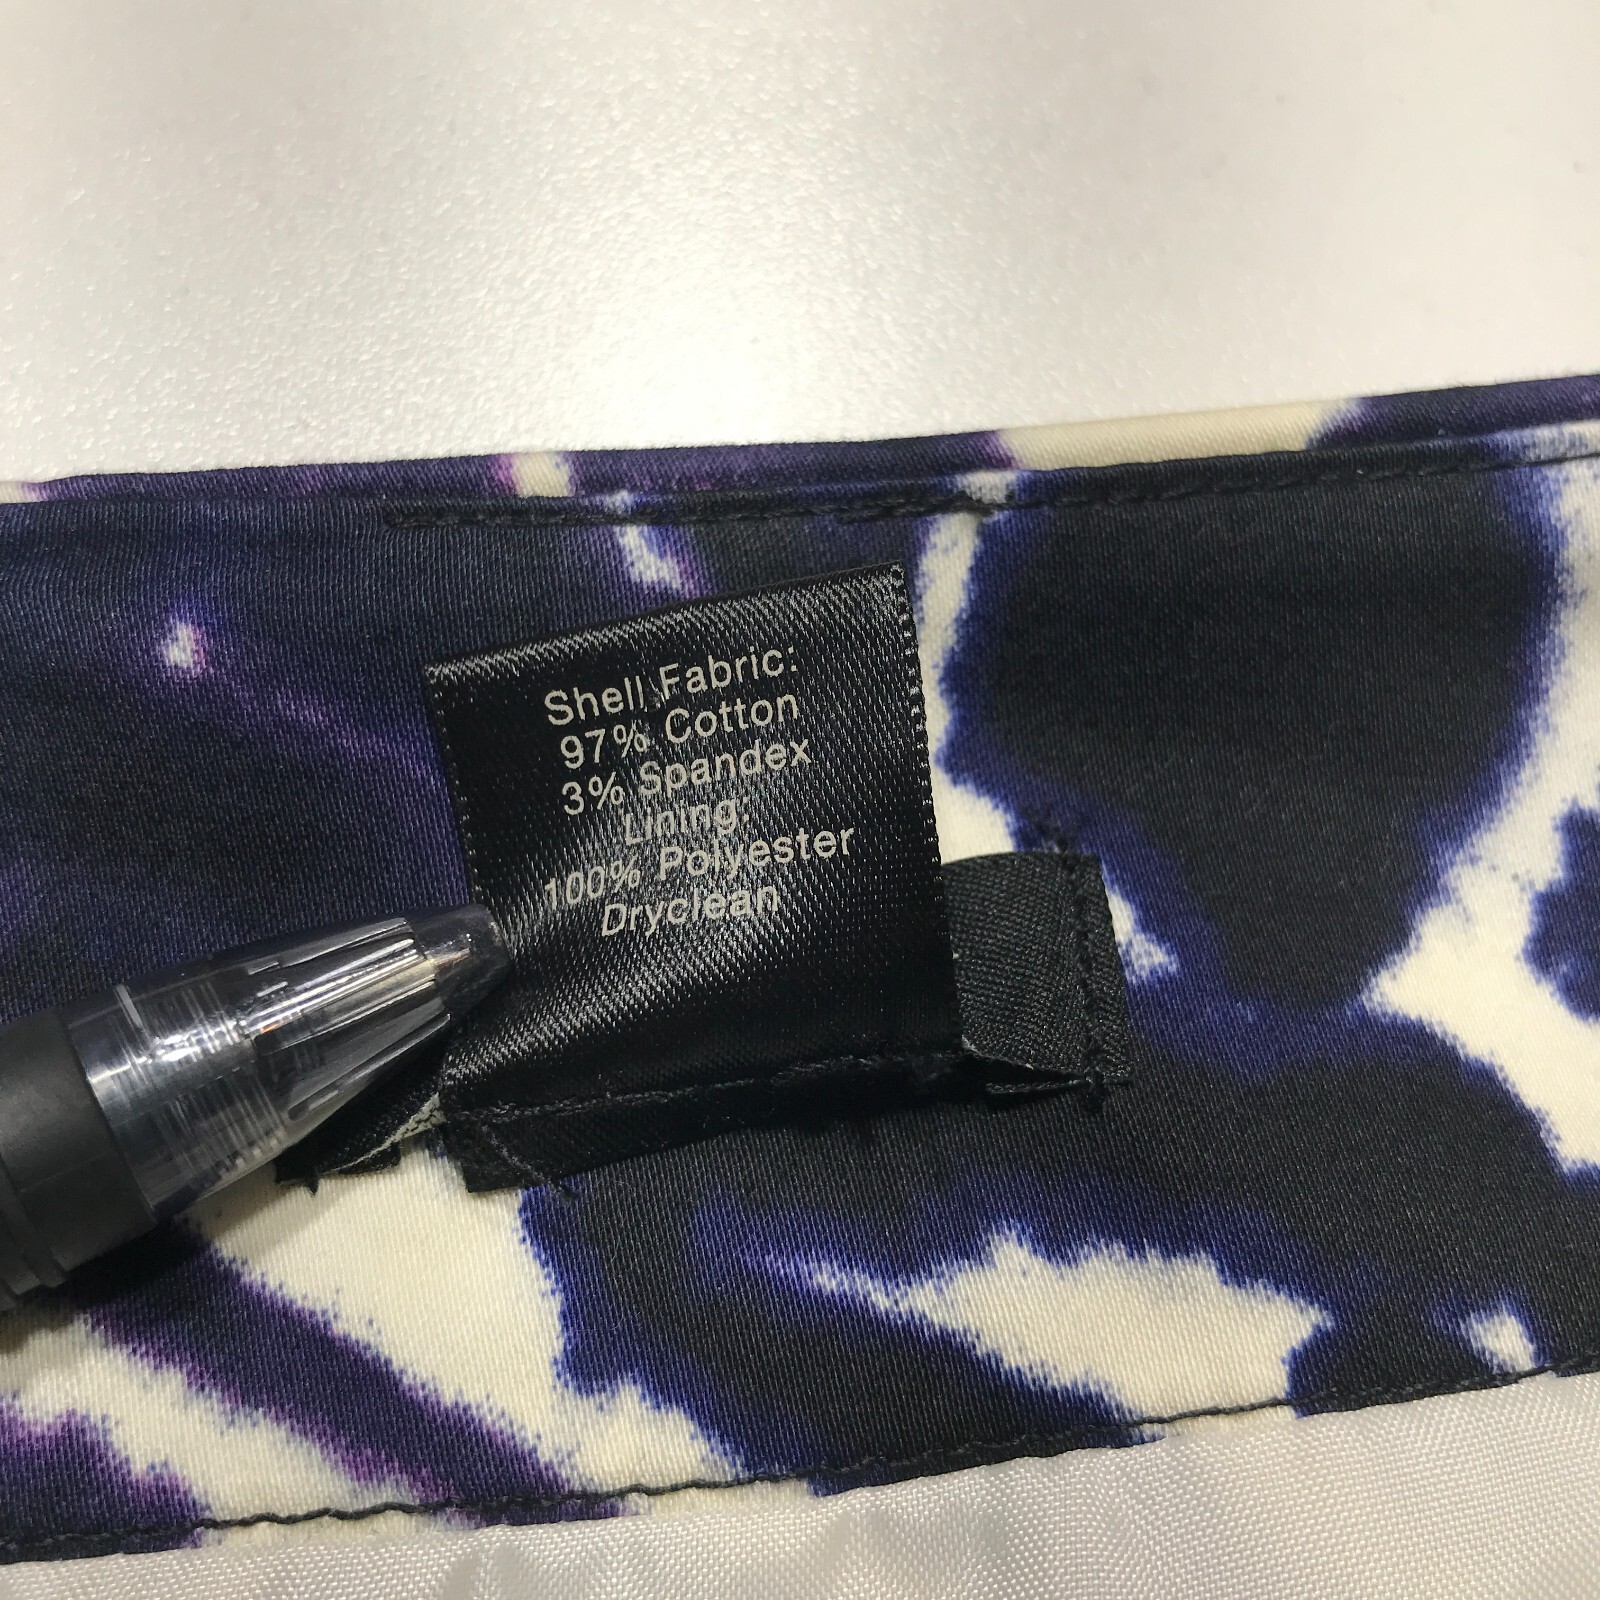 Shell Fabric:
97% Cotton
3% Spandex
Lining:
100% Polyester
Dryclean